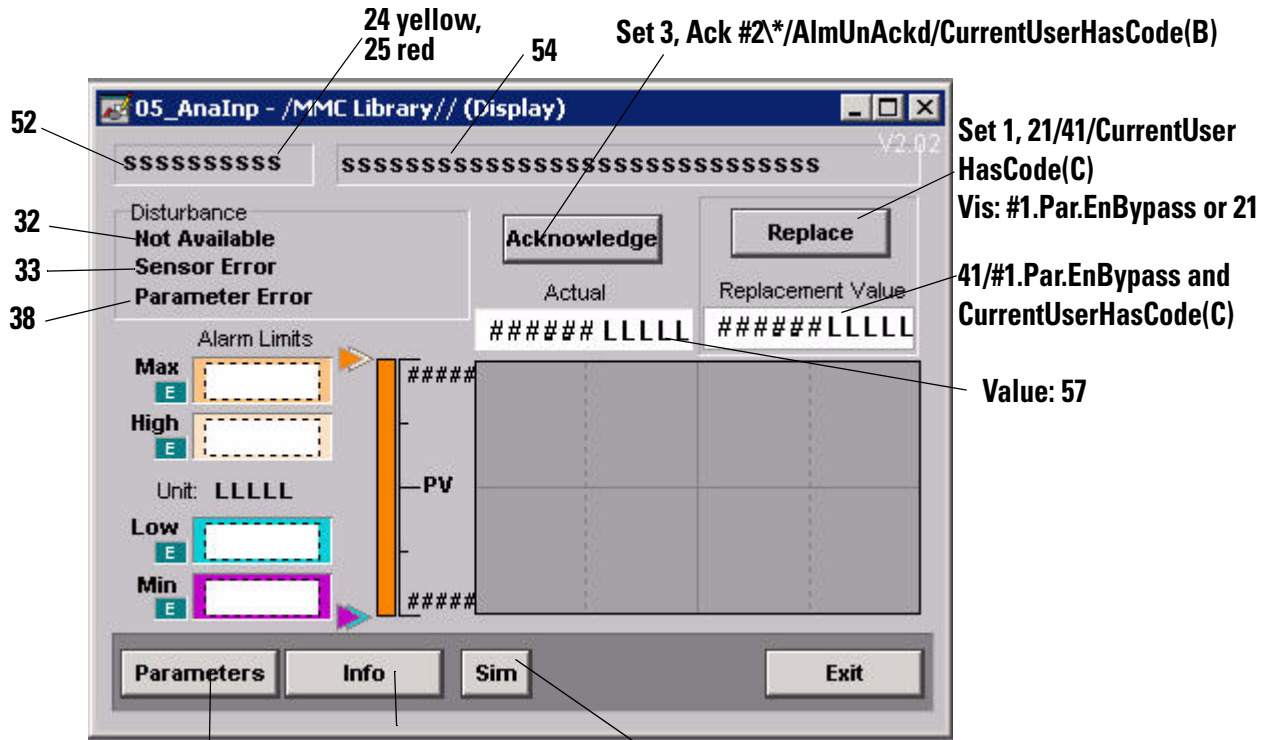 24 yellow,
25 red
54
Set 3, Ack #2\*/AlmUnAckd/CurrentUserHasCode(B)
52
05_AnaInp - /MMC Library// (Display)
V2.02
ssssssssss
ssssssssssssssssssssssssssssss
Set 1, 21/41/CurrentUser
HasCode(C)
Vis: #1.Par.EnBypass or 21
Disturbance
32
Not Available
33
Sensor Error
38
Parameter Error
Acknowledge
Replace
Actual
Replacement Value
41/#1.Par.EnBypass and
CurrentUserHasCode(C)
###### LLLLL
######LLLLL
Value: 57
Alarm Limits
Max
E
High
E
Unit: LLLLL
Low
E
Min
E
#####
PV
#####
Parameters
Info
Sim
Exit